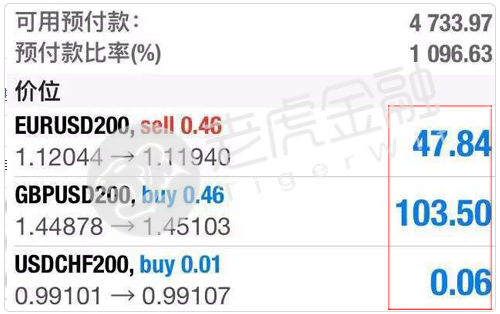 可用预付款: 4 733.97
预付款比率(%) 1 096.63
价位
EURUSD200, sell 0.46 47.84
1.12044 → 1.11940
GBPUSD200, buy 0.46 103.50
1.44878 → 1.45103
USDCHF200, buy 0.01 0.06
0.99101 → 0.99107
老虎金融
Tigerwit